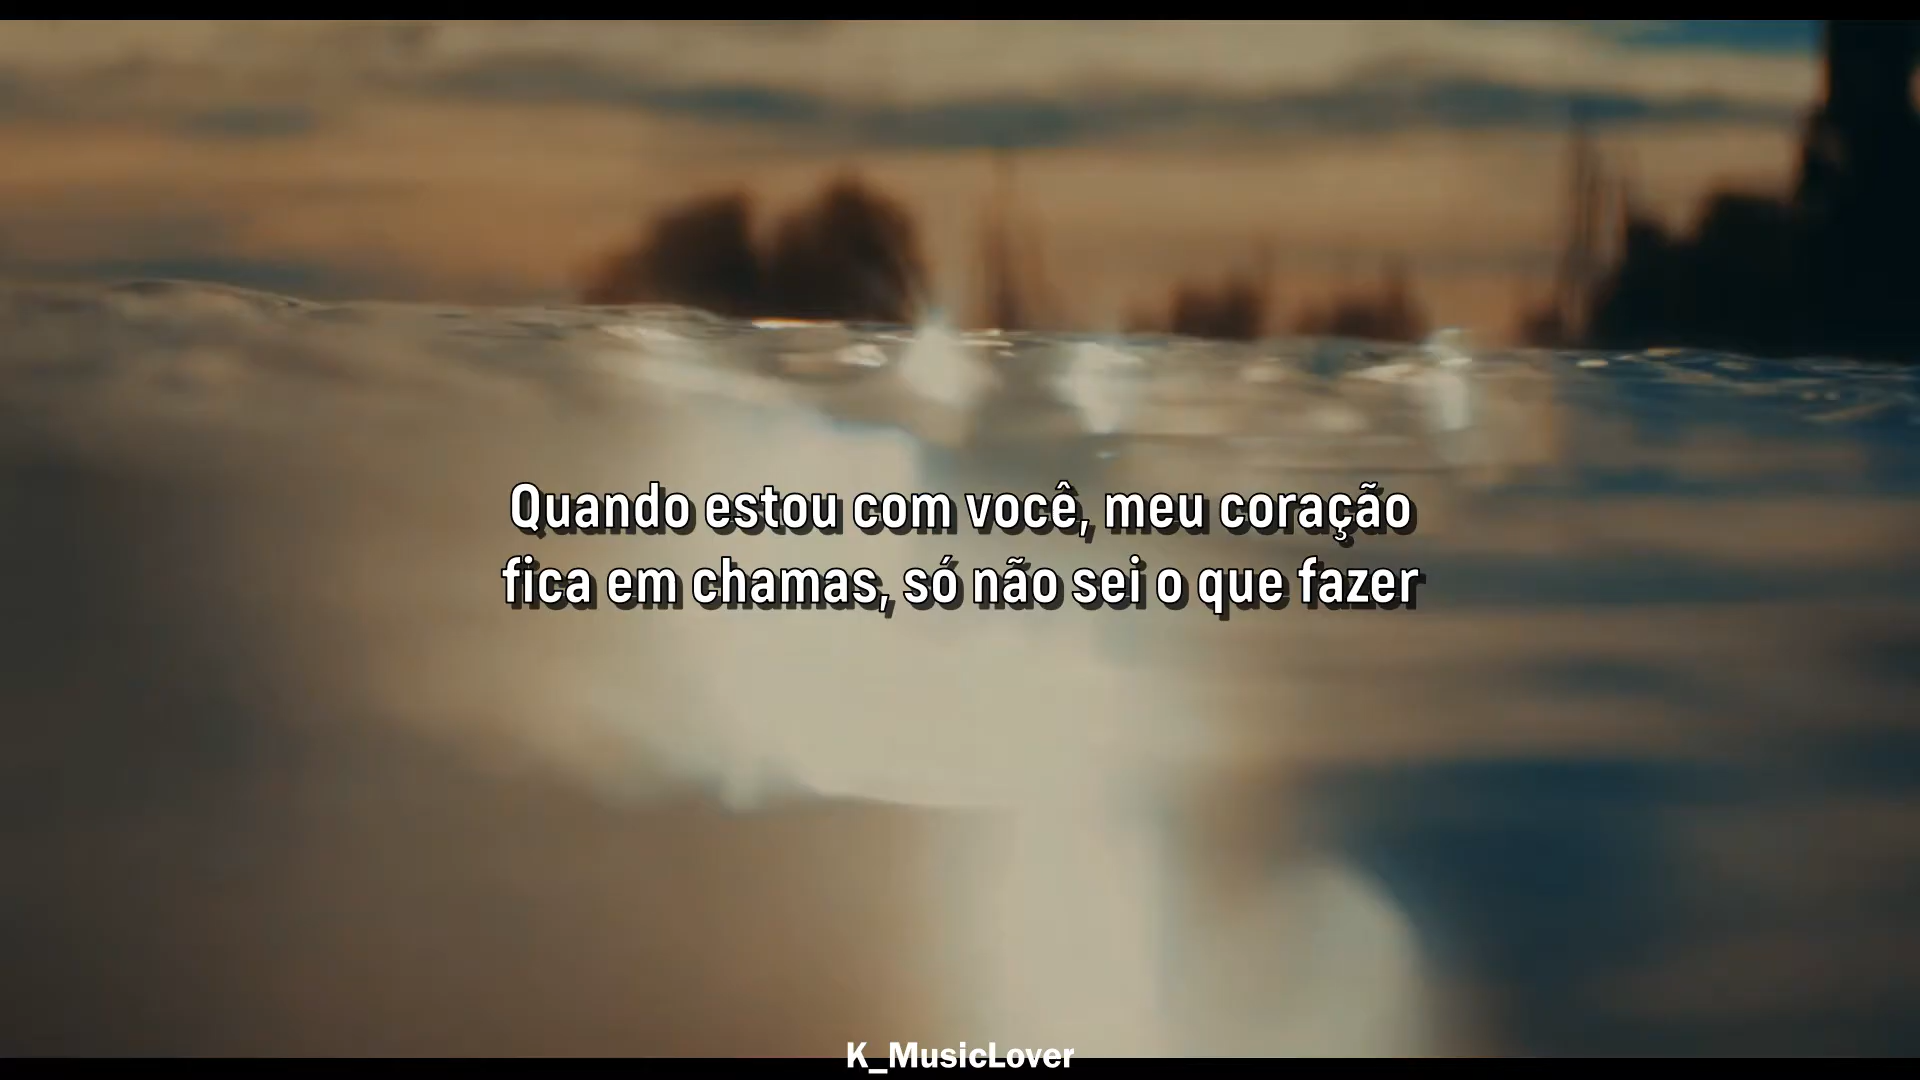 Quando estou com você, meu coração
fica em chamas, só não sei o que fazer
K_MusicLover